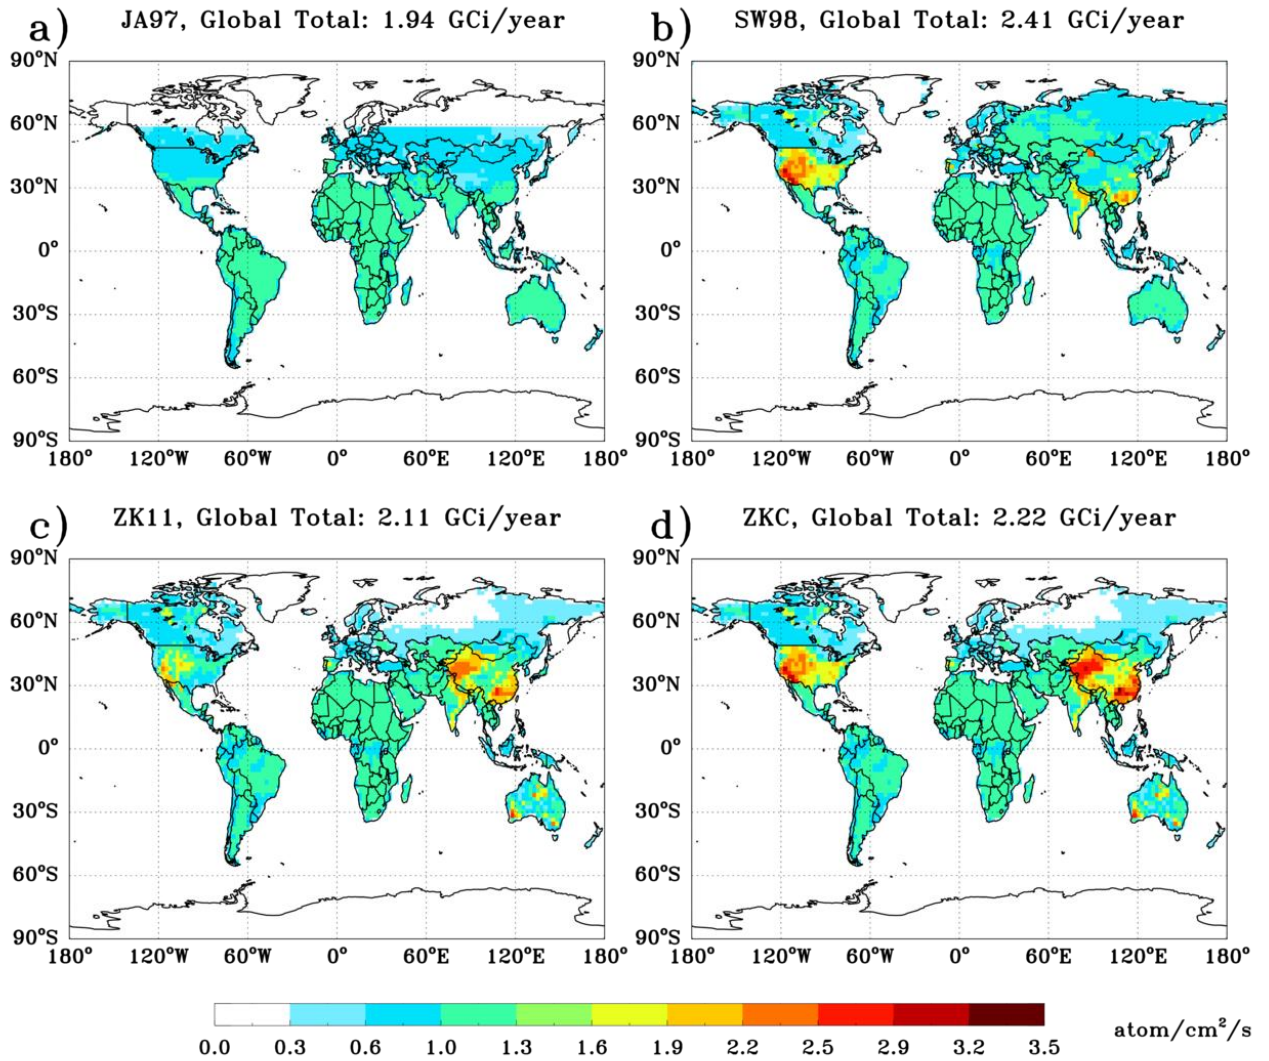 a) JA97, Global Total: 1.94 GCi/year
90°N
60°N
30°N
0°
30°S
60°S
90°S
180° 120°W 60°W 0° 60°E 120°E 180°
b) SW98, Global Total: 2.41 GCi/year
90°N
60°N
30°N
0°
30°S
60°S
90°S
180° 120°W 60°W 0° 60°E 120°E 180°
c) ZK11, Global Total: 2.11 GCi/year
90°N
60°N
30°N
0°
30°S
60°S
90°S
180° 120°W 60°W 0° 60°E 120°E 180°
d) ZKC, Global Total: 2.22 GCi/year
90°N
60°N
30°N
0°
30°S
60°S
90°S
180° 120°W 60°W 0° 60°E 120°E 180°
0.0 0.3 0.6 1.0 1.3 1.6 1.9 2.2 2.5 2.9 3.2 3.5
atom/cm²/s